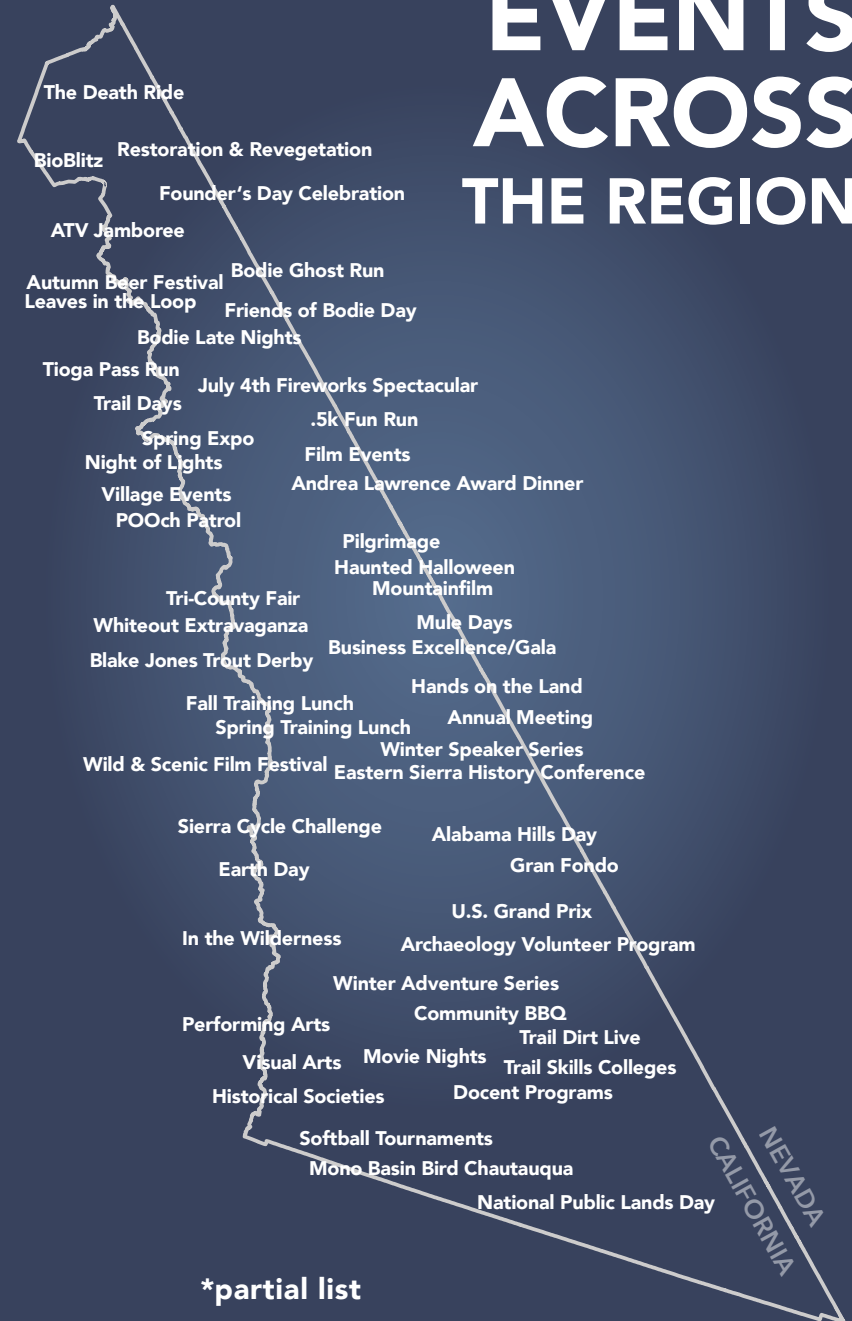 EVENTS
ACROSS
THE REGION
The Death Ride
Restoration & Revegetation
BioBlitz
Founder’s Day Celebration
ATV Jamboree
Bodie Ghost Run
Autumn Beer Festival
Leaves in the Loop
Friends of Bodie Day
Bodie Late Nights
Tioga Pass Run
July 4th Fireworks Spectacular
Trail Days
.5k Fun Run
Spring Expo
Film Events
Night of Lights
Andrea Lawrence Award Dinner
Village Events
POOch Patrol
Pilgrimage
Haunted Halloween
Mountainfilm
Tri-County Fair
Mule Days
Whiteout Extravaganza
Business Excellence/Gala
Blake Jones Trout Derby
Hands on the Land
Fall Training Lunch
Annual Meeting
Spring Training Lunch
Winter Speaker Series
Wild & Scenic Film Festival
Eastern Sierra History Conference
Sierra Cycle Challenge
Alabama Hills Day
Gran Fondo
Earth Day
U.S. Grand Prix
In the Wilderness
Archaeology Volunteer Program
Winter Adventure Series
Community BBQ
Performing Arts
Trail Dirt Live
Movie Nights
Visual Arts
Trail Skills Colleges
Docent Programs
Historical Societies
Softball Tournaments
Mono Basin Bird Chautauqua
National Public Lands Day
NEVADA
CALIFORNIA
*partial list